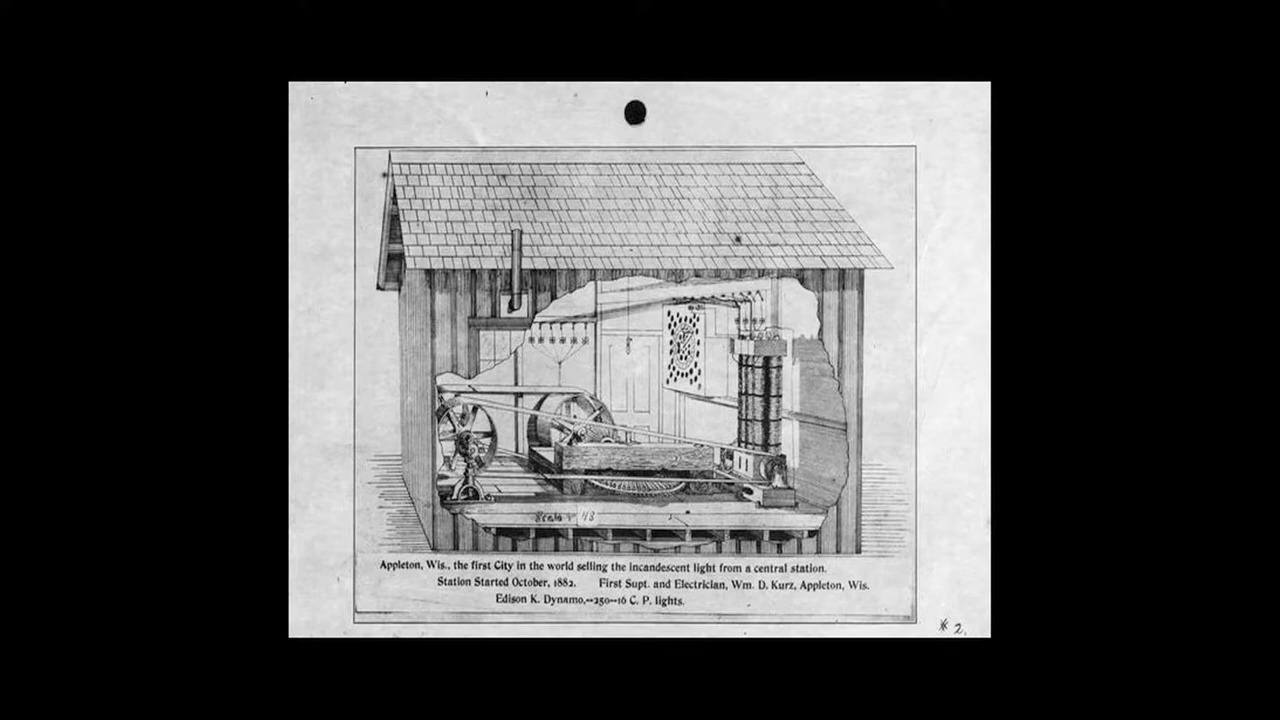 Appleton, Wis., the first City in the world selling the incandescent light from a central station.
Station Started October, 1882. First Supt. and Electrician, Wm. D. Kurz, Appleton, Wis.
Edison K. Dynamo,--250--16 C. P. lights.
2.